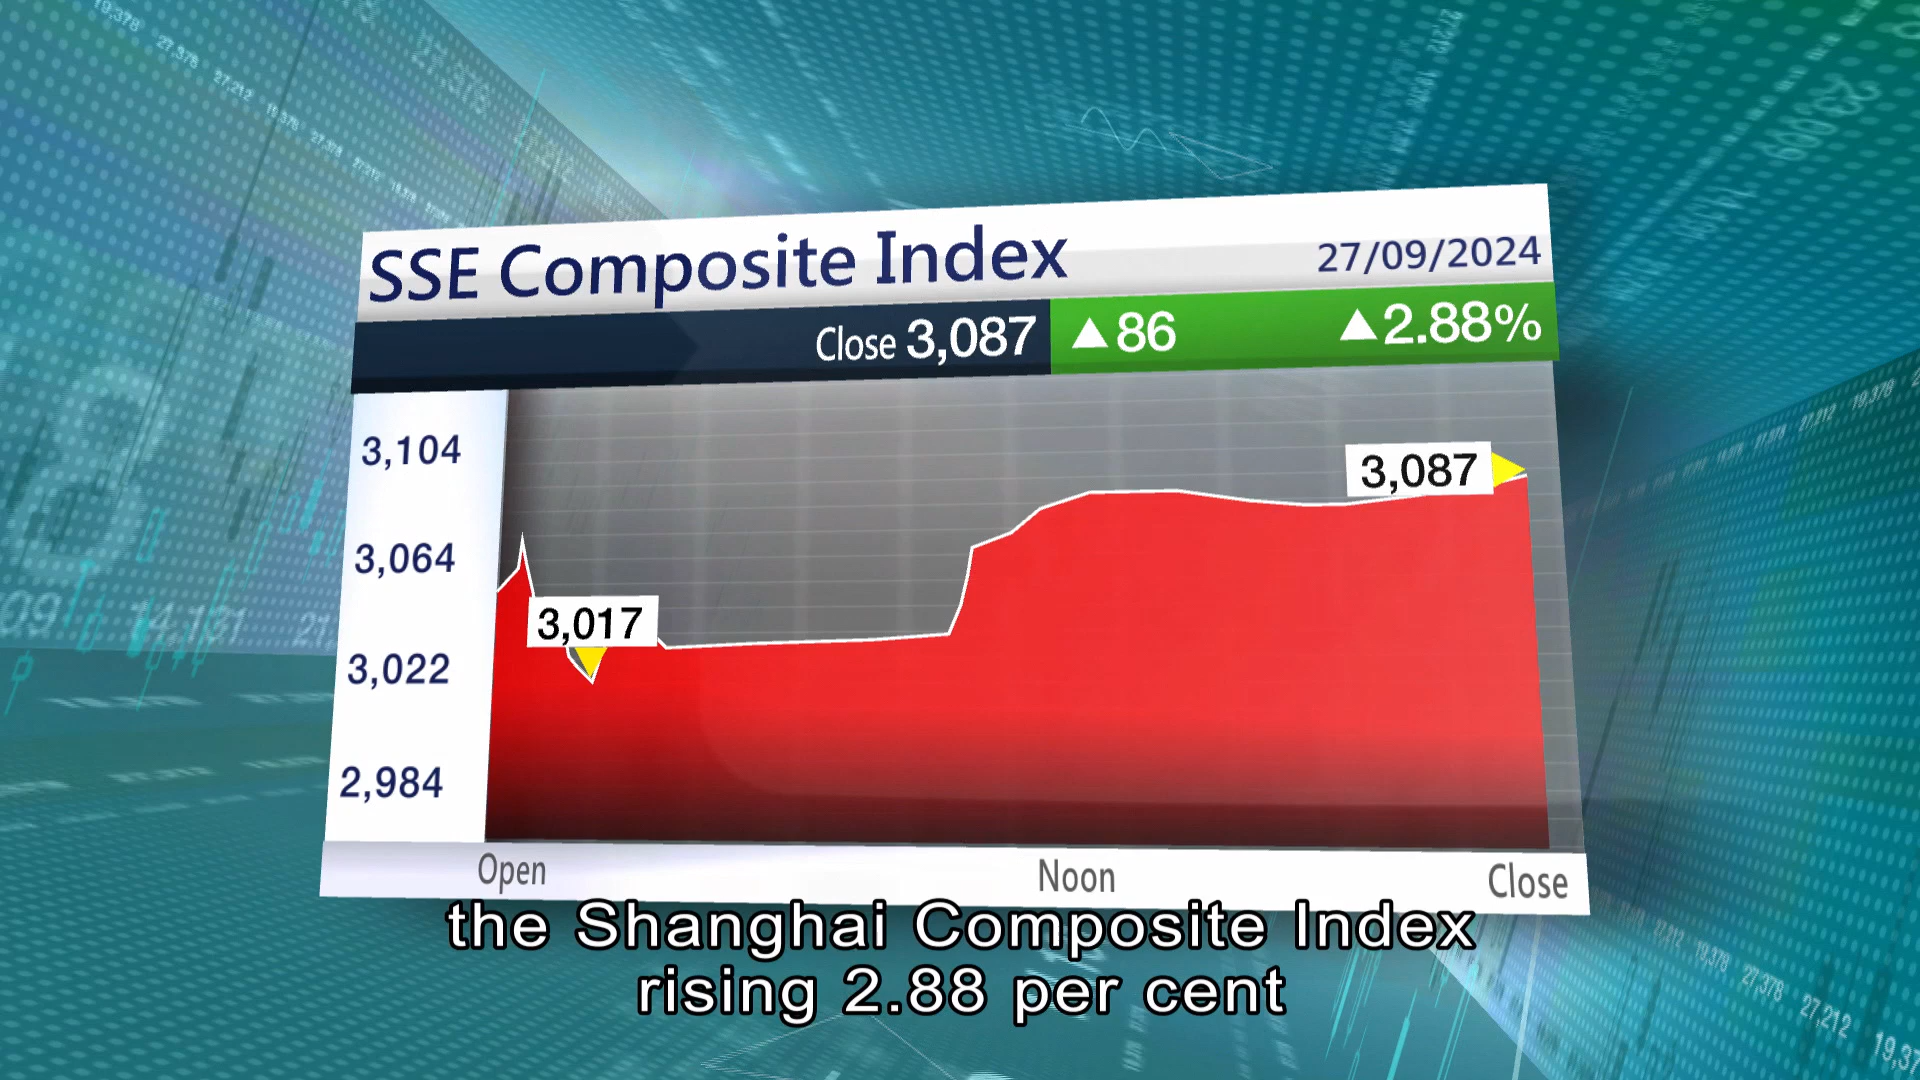 SSE Composite Index
27/09/2024
Close 3,087 ▲86 ▲2.88%
3,104
3,087
3,064
3,017
3,022
2,984
Open Noon Close
the Shanghai Composite Index
rising 2.88 per cent